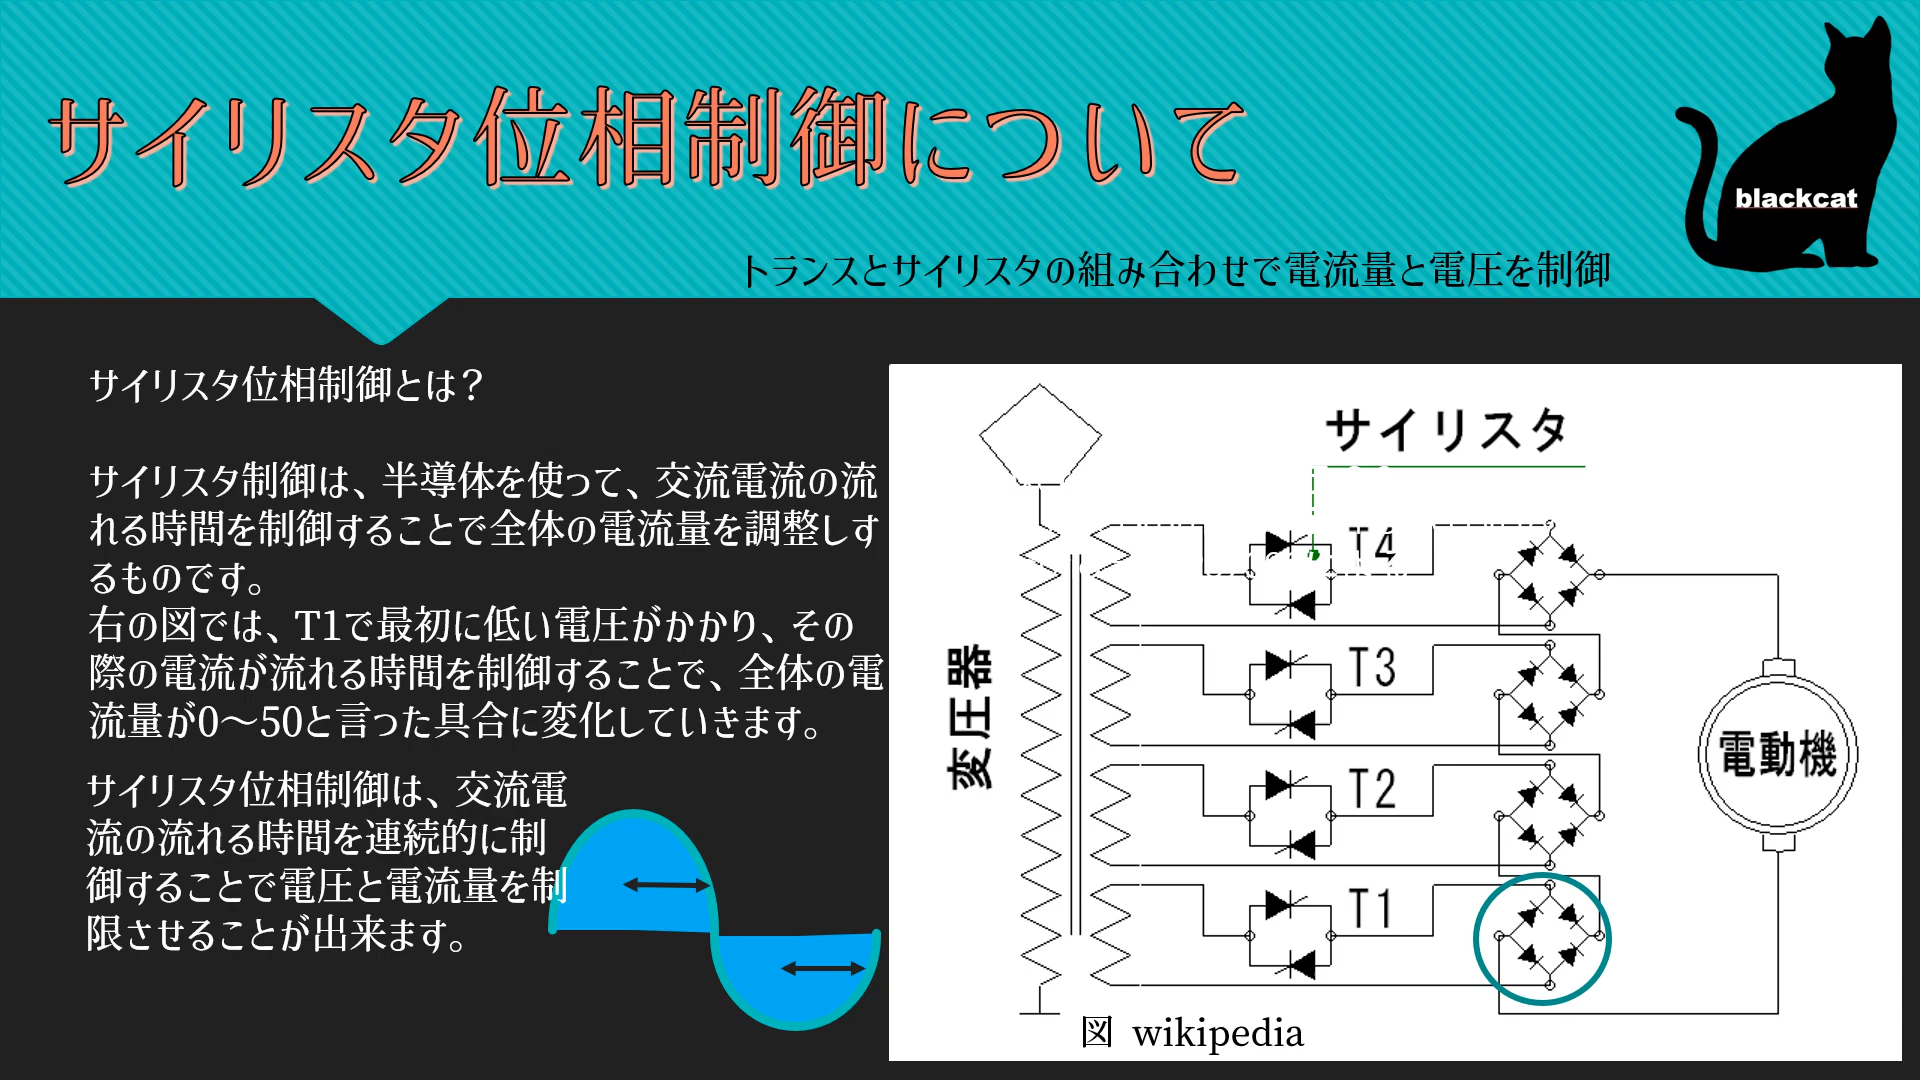 サイリスタ位相制御について
blackcat
トランスとサイリスタの組み合わせで電流量と電圧を制御
サイリスタ位相制御とは？
サイリスタ制御は、半導体を使って、交流電流の流
れる時間を制御することで全体の電流量を調整しす
るものです。
右の図では、T1で最初に低い電圧がかかり、その
際の電流が流れる時間を制御することで、全体の電
流量が0～50と言った具合に変化していきます。
サイリスタ位相制御は、交流電
流の流れる時間を連続的に制
御することで電圧と電流量を制
限させることが出来ます。
サイリスタ
T4
T3
変圧器
電動機
T2
T1
図 wikipedia